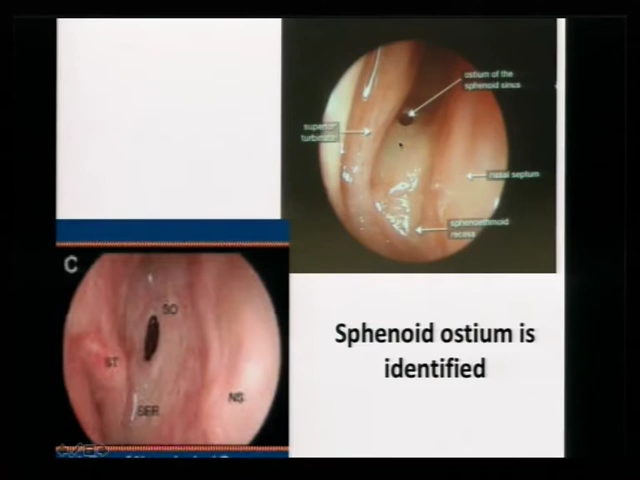 ostium of the
sphenoid sinus
superior
turbinate
nasal septum
sphenoethmoid
recess
C
SO
ST
SER
NS
Sphenoid ostium is
identified